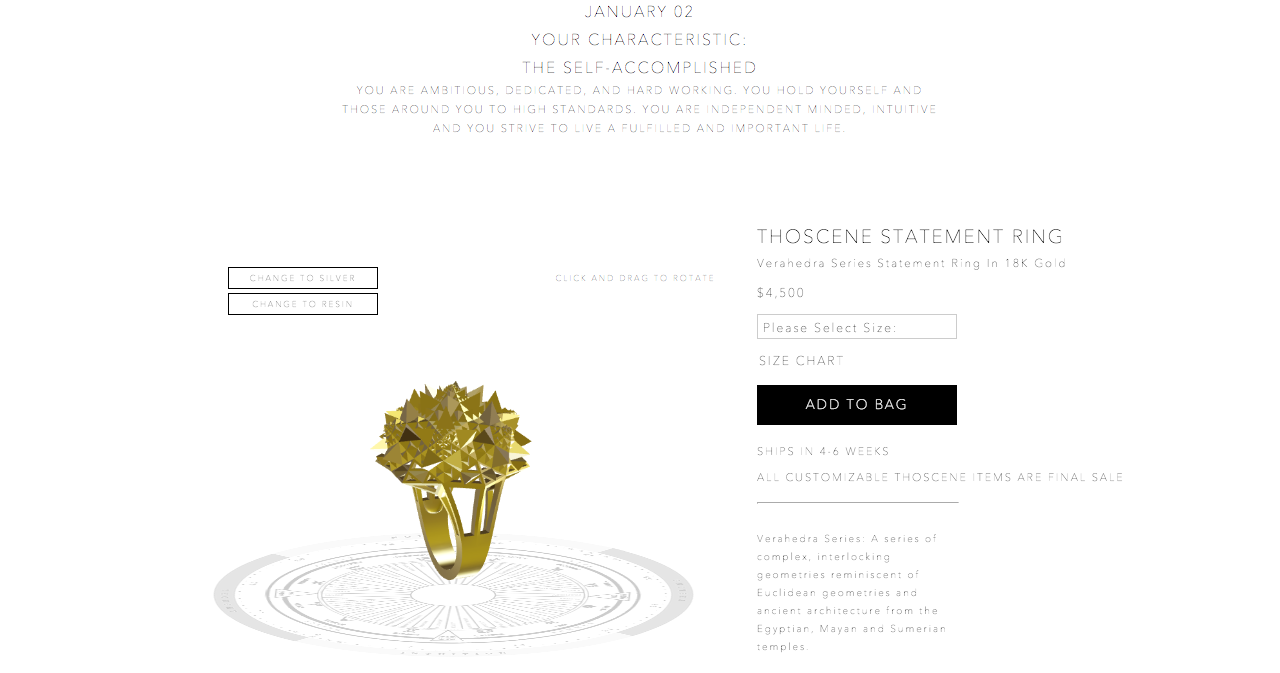 JANUARY 02
YOUR CHARACTERISTIC:
THE SELF-ACCOMPLISHED
YOU ARE AMBITIOUS, DEDICATED, AND HARD WORKING. YOU HOLD YOURSELF AND
THOSE AROUND YOU TO HIGH STANDARDS. YOU ARE INDEPENDENT MINDED, INTUITIVE
AND YOU STRIVE TO LIVE A FULFILLED AND IMPORTANT LIFE.
CHANGE TO SILVER
CHANGE TO RESIN
CLICK AND DRAG TO ROTATE
THOSCENE STATEMENT RING
Verahedra Series Statement Ring In 18K Gold
$4,500
Please Select Size:
SIZE CHART
ADD TO BAG
SHIPS IN 4-6 WEEKS
ALL CUSTOMIZABLE THOSCENE ITEMS ARE FINAL SALE
Verahedra Series: A series of
complex, interlocking
geometries reminiscent of
Euclidean geometries and
ancient architecture from the
Egyptian, Mayan and Sumerian
temples.